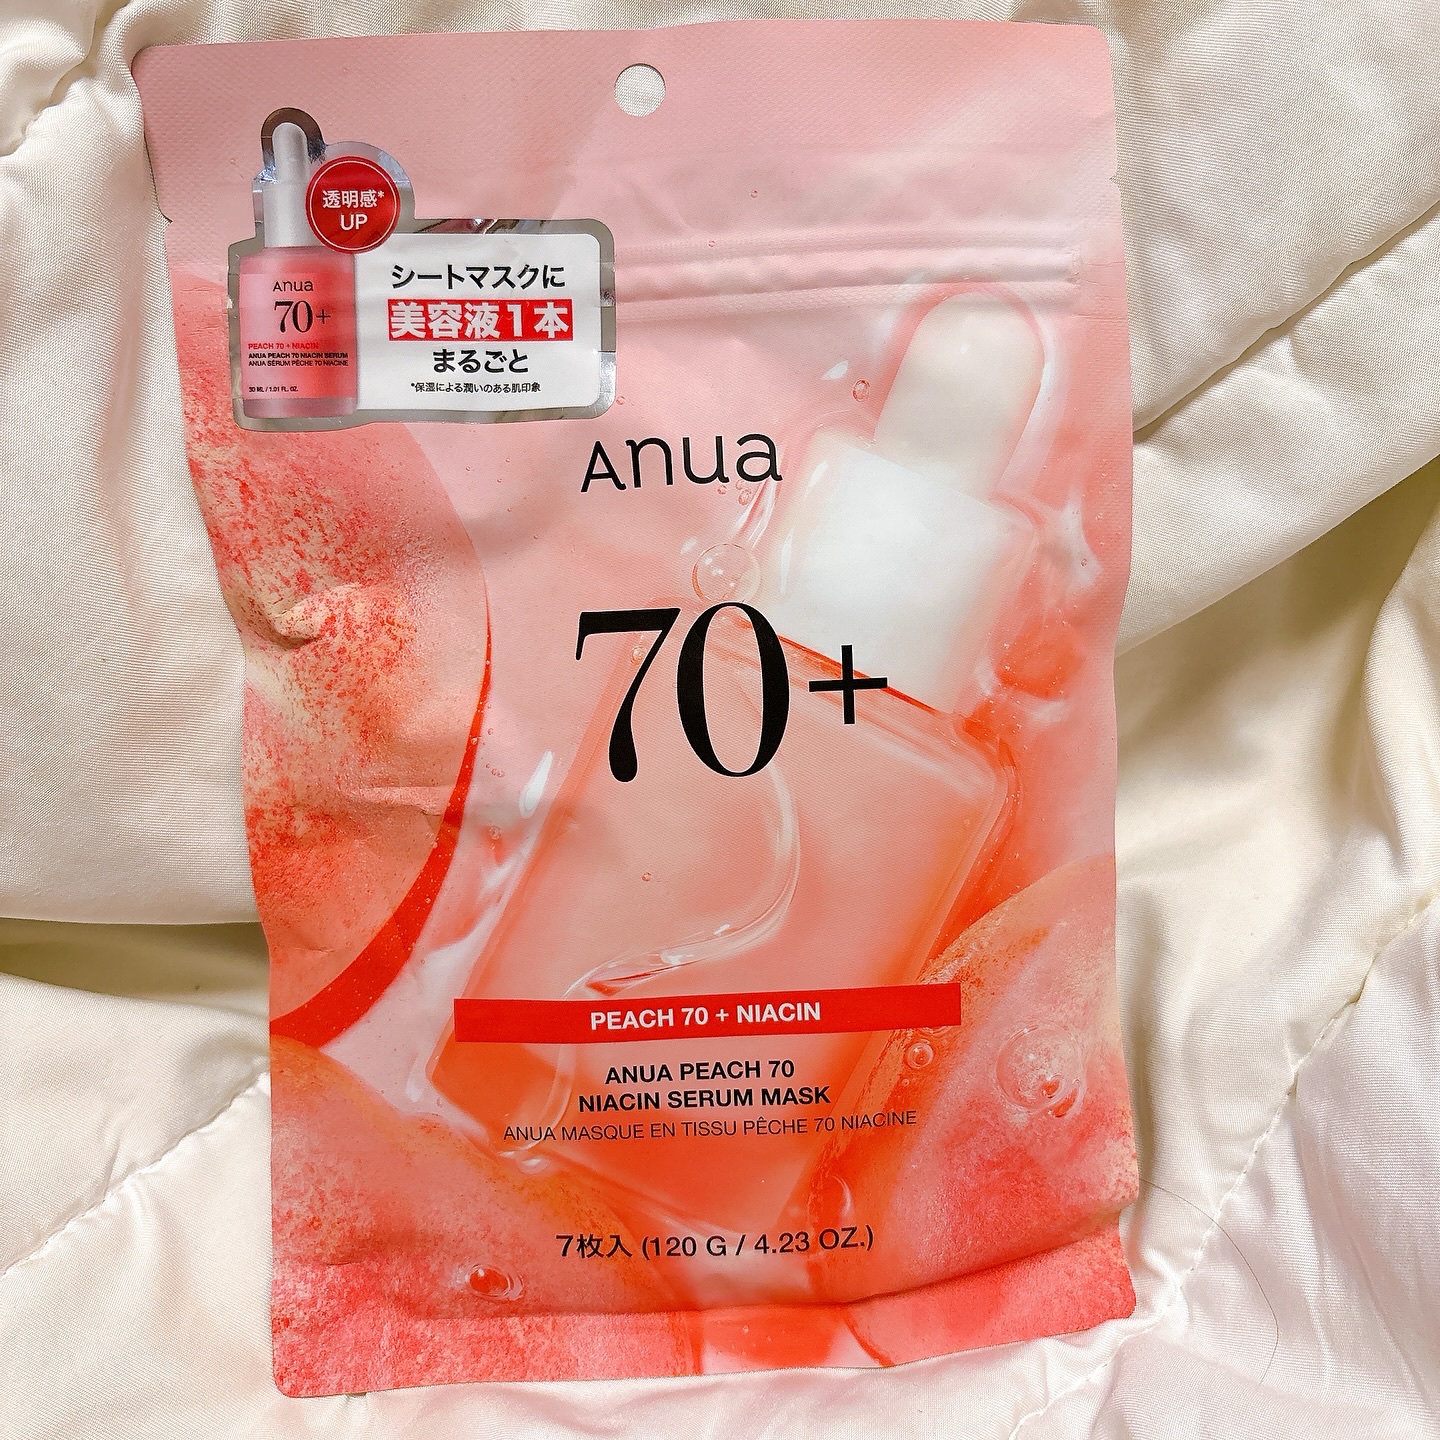 透明感*
UP
Anua
70+
PEACH 70 + NIACIN
ANUA PEACH 70 NIACIN SERUM
ANUA SÉRUM PÊCHE 70 NIACINE
30 ML / 1.01 FL. OZ.
シートマスクに
美容液1本
まるごと
*保湿による潤いのある肌印象
Anua
70+
PEACH 70 + NIACIN
ANUA PEACH 70
NIACIN SERUM MASK
ANUA MASQUE EN TISSU PÊCHE 70 NIACINE
7枚入 (120 G / 4.23 OZ.)